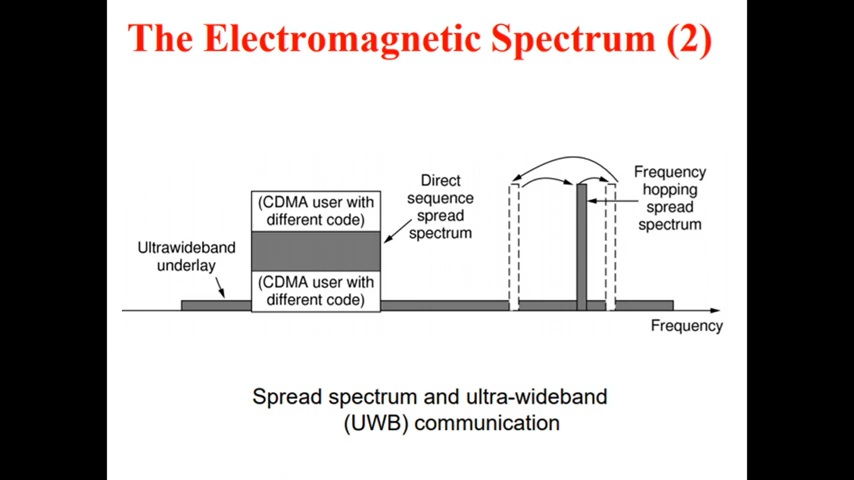 The Electromagnetic Spectrum (2)
Ultrawideband
underlay
(CDMA user with
different code)
(CDMA user with
different code)
Direct
sequence
spread
spectrum
Frequency
hopping
spread
spectrum
Frequency
Spread spectrum and ultra-wideband
(UWB) communication